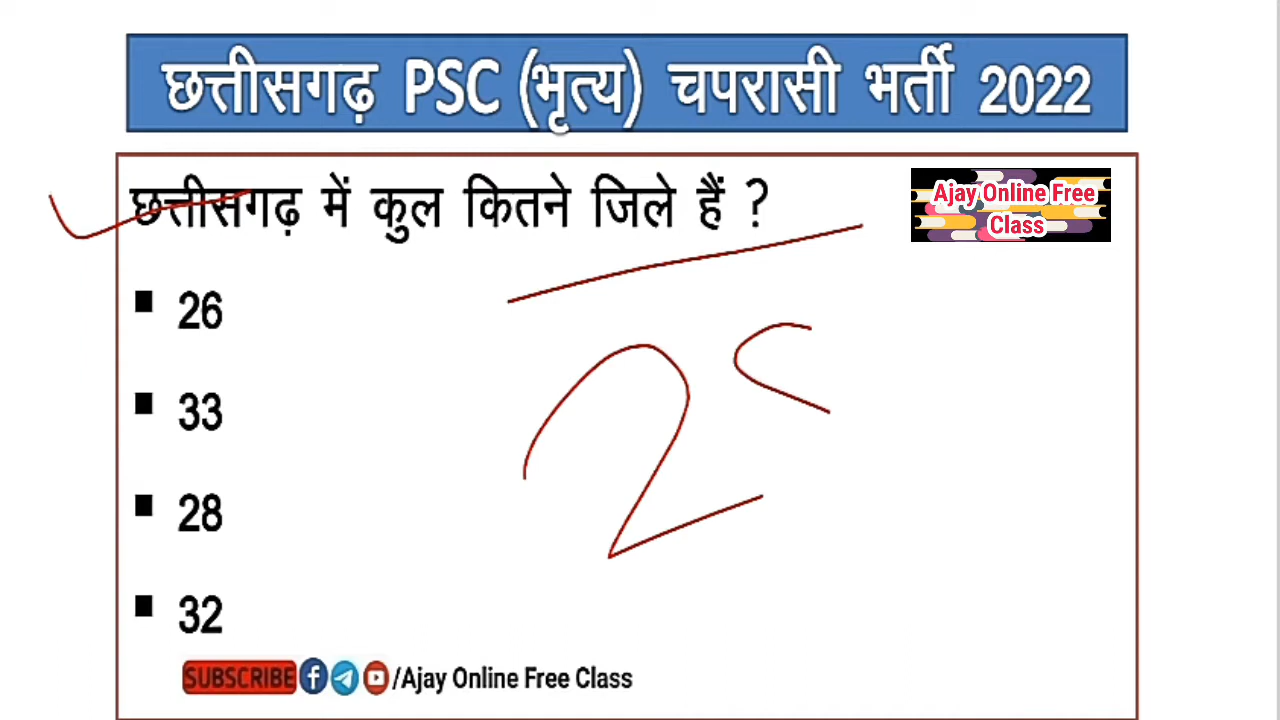 छत्तीसगढ़ PSC (भृत्य) चपरासी भर्ती 2022
छत्तीसगढ़ में कुल कितने जिले हैं ?
Ajay Online Free
Class
26
33
28
32
2
SUBSCRIBE /Ajay Online Free Class